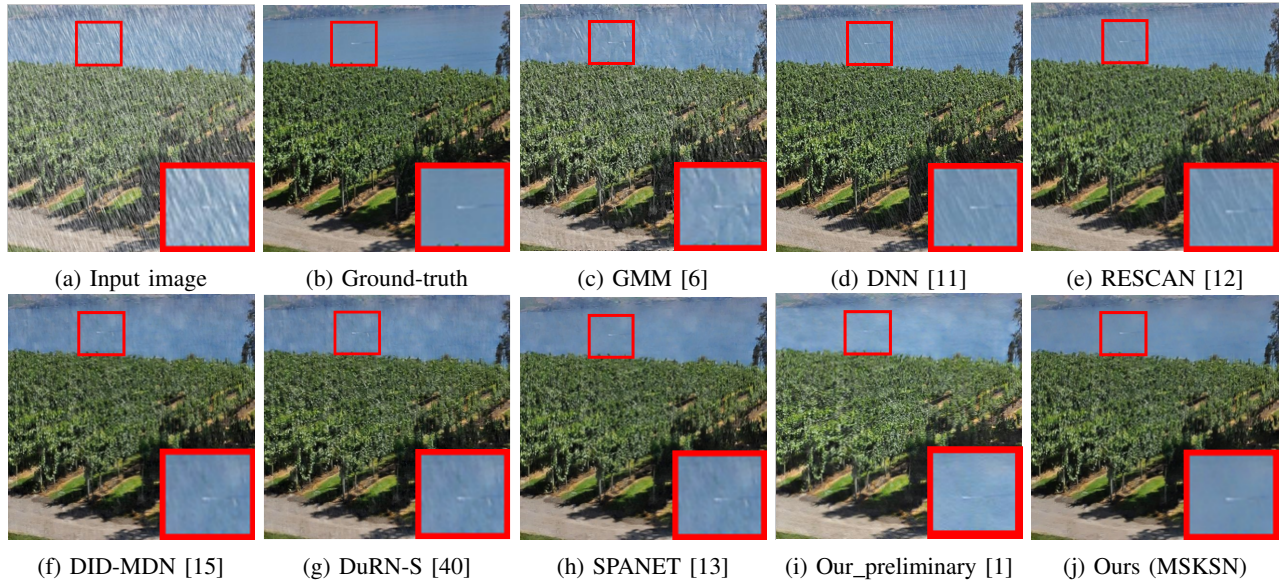 (a) Input image
(b) Ground-truth
(c) GMM [6]
(d) DNN [11]
(e) RESCAN [12]
(f) DID-MDN [15]
(g) DuRN-S [40]
(h) SPANET [13]
(i) Our_preliminary [1]
(j) Ours (MSKSN)